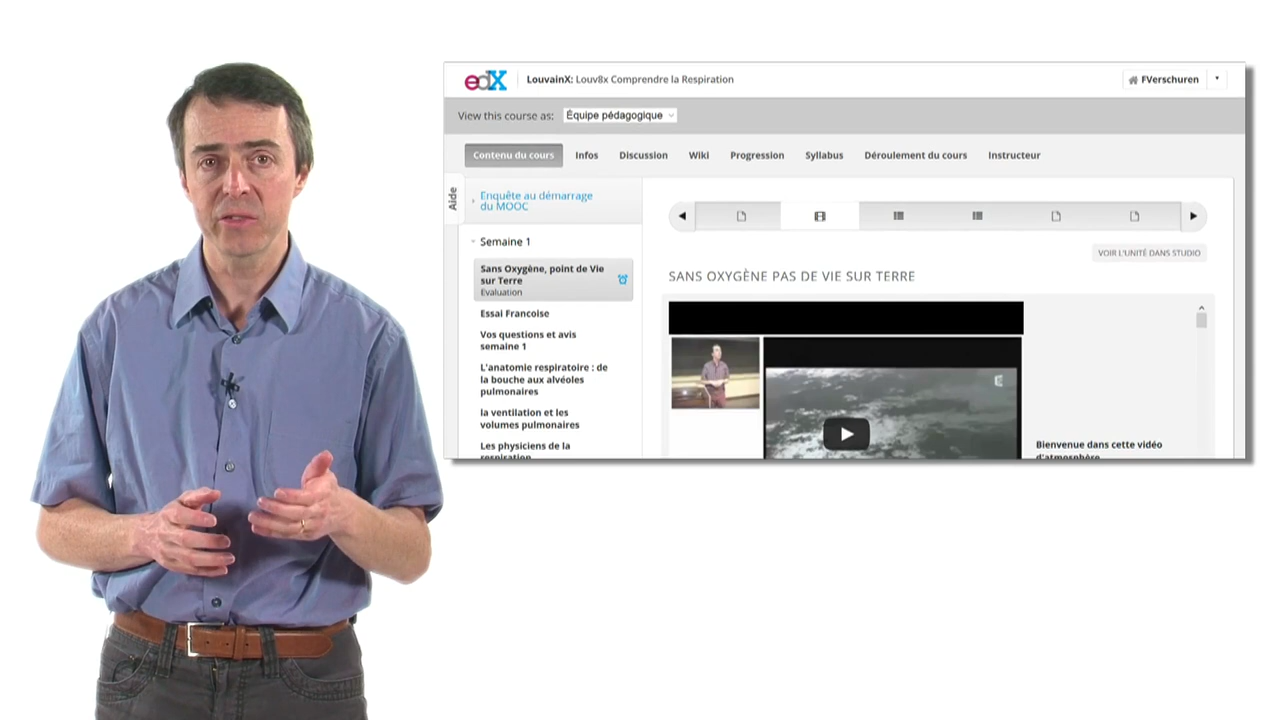 edX
LouvainX: Louv8x Comprendre la Respiration
FVerschuren
View this course as: Équipe pédagogique
Contenu du cours Infos Discussion Wiki Progression Syllabus Déroulement du cours Instructeur
Aide
Enquête au démarrage
du MOOC
Semaine 1
Sans Oxygène, point de Vie
sur Terre
Evaluation
Essai Francoise
Vos questions et avis
semaine 1
L'anatomie respiratoire : de
la bouche aux alvéoles
pulmonaires
la ventilation et les
volumes pulmonaires
Les physiciens de la
respiration
VOIR L'UNITÉ DANS STUDIO
SANS OXYGÈNE PAS DE VIE SUR TERRE
Bienvenue dans cette vidéo
d'atmosphère